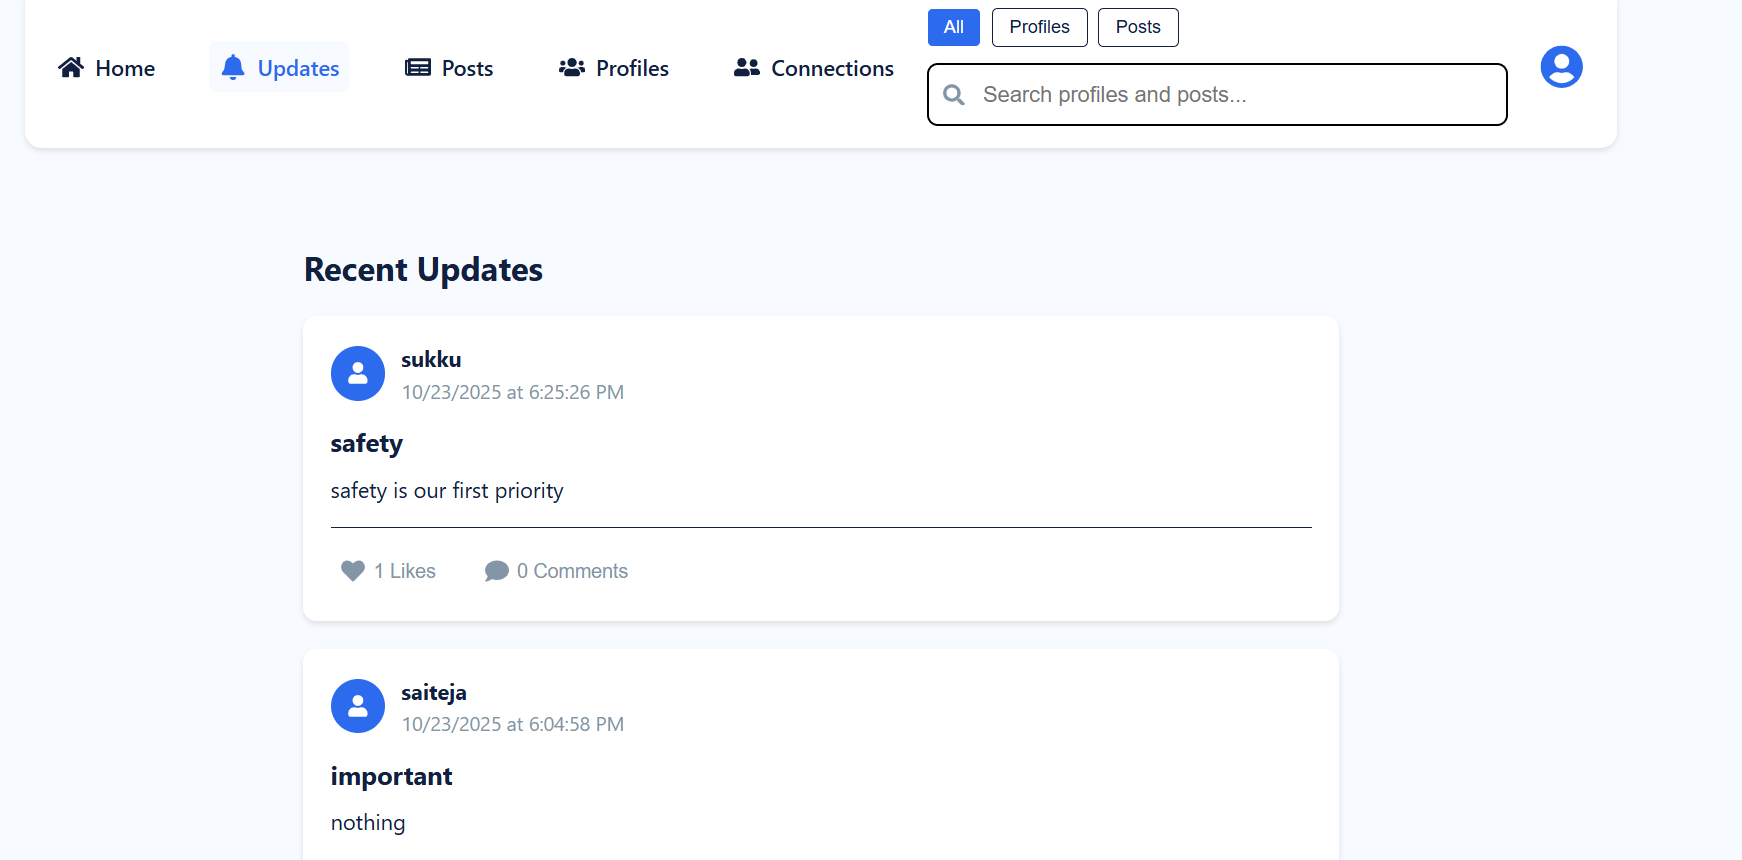 Home
Updates
Posts
Profiles
Connections
All
Profiles
Posts
Search profiles and posts...
Recent Updates
sukku
10/23/2025 at 6:25:26 PM
safety
safety is our first priority
1 Likes
0 Comments
saiteja
10/23/2025 at 6:04:58 PM
important
nothing